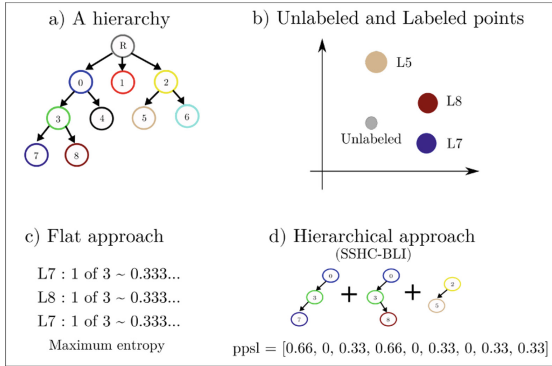 a) A hierarchy
R
0
1
2
3
4
5
6
7
8
b) Unlabeled and Labeled points
L5
L8
Unlabeled
L7
c) Flat approach
L7 : 1 of 3 ~ 0.333...
L8 : 1 of 3 ~ 0.333...
L7 : 1 of 3 ~ 0.333...
Maximum entropy
d) Hierarchical approach
(SSHC-BLI)
0
3
7
+
0
3
8
+
2
5
ppsl = [0.66, 0, 0.33, 0.66, 0, 0.33, 0, 0.33, 0.33]